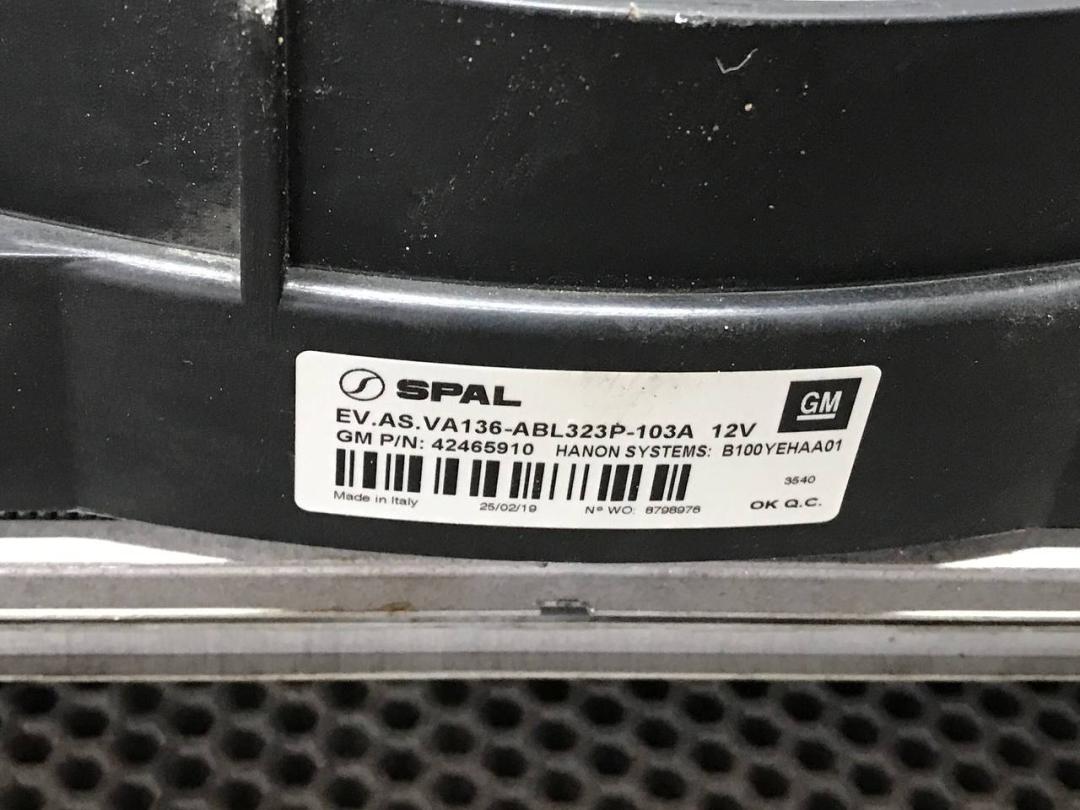 SPAL
GM
EV.AS.VA136-ABL323P-103A 12V
GM P/N: 42465910 HANON SYSTEMS: B100YEHAA01
3540
Made in Italy 25/02/19 Nº WO: 8798976 OK Q.C.